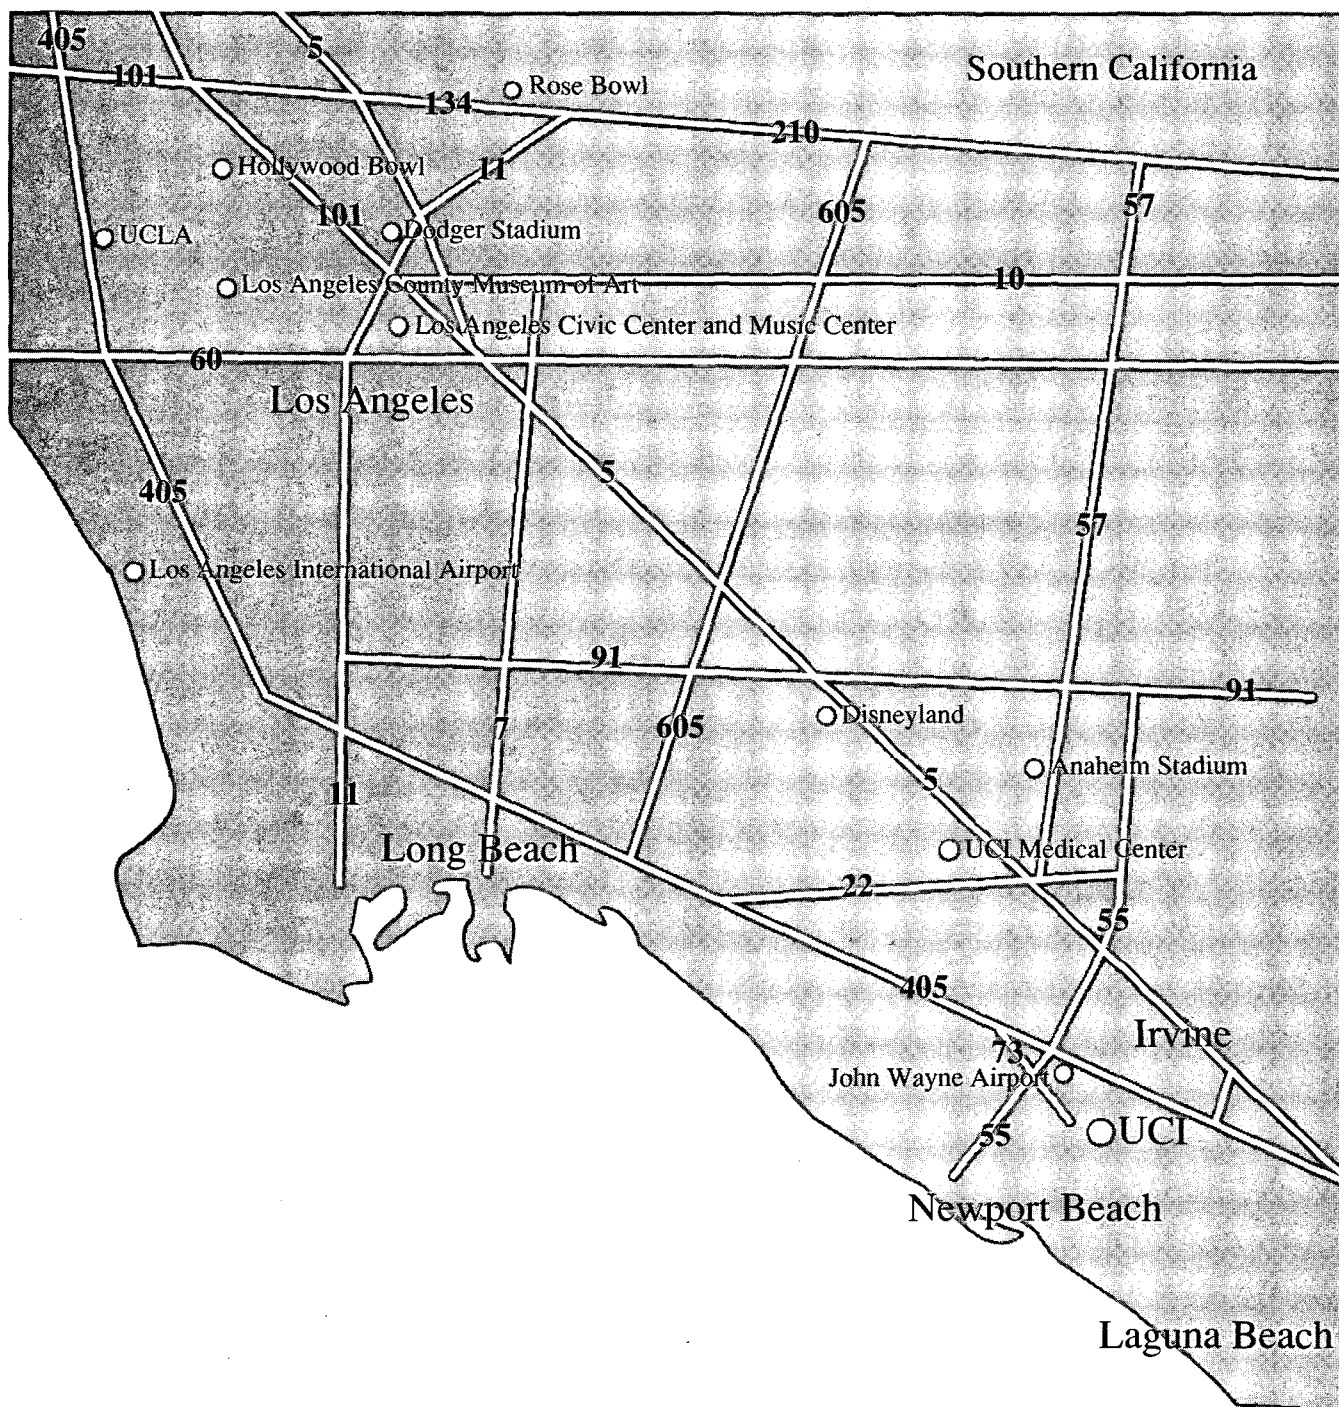 405
5
Southern California
101
Rose Bowl
134
210
Hollywood Bowl
11
101
605
57
UCLA
Dodger Stadium
Los Angeles County Museum of Art
10
Los Angeles Civic Center and Music Center
60
Los Angeles
5
405
57
Los Angeles International Airport
91
91
7
605
Disneyland
Anaheim Stadium
5
11
Long Beach
UCI Medical Center
22
55
405
Irvine
73
John Wayne Airport
55
UCI
Newport Beach
Laguna Beach